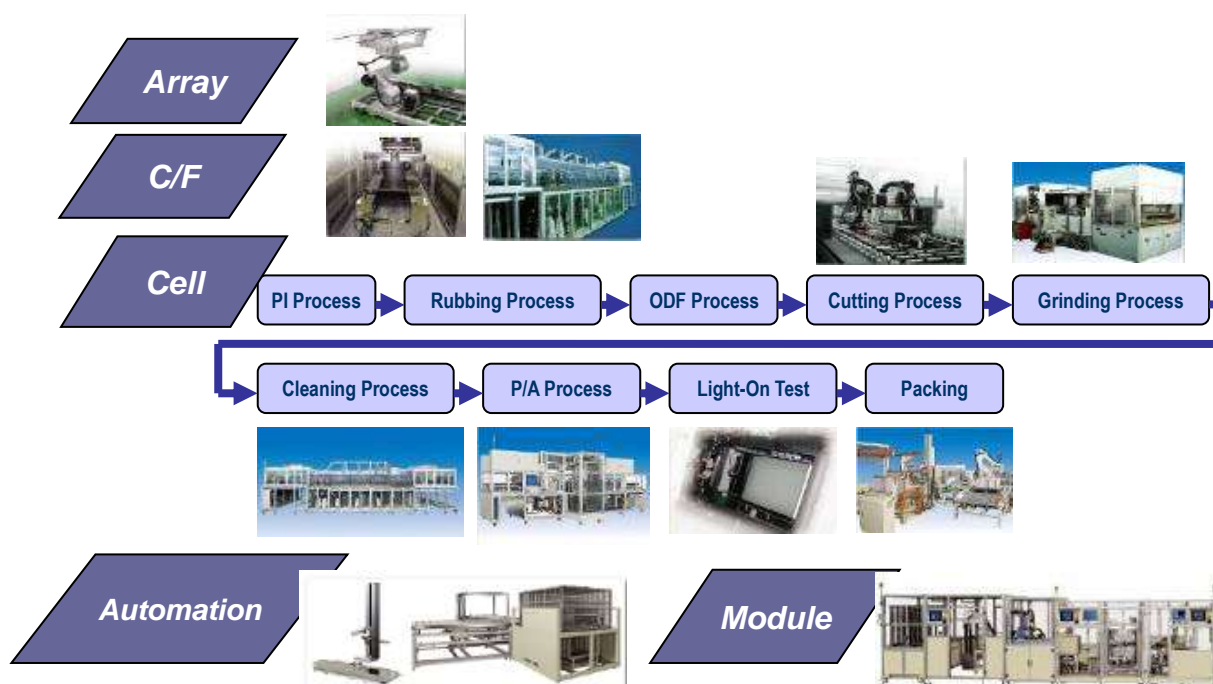 Array
C/F
Cell
PI Process
Rubbing Process
ODF Process
Cutting Process
Grinding Process
Cleaning Process
P/A Process
Light-On Test
Packing
Automation
Module